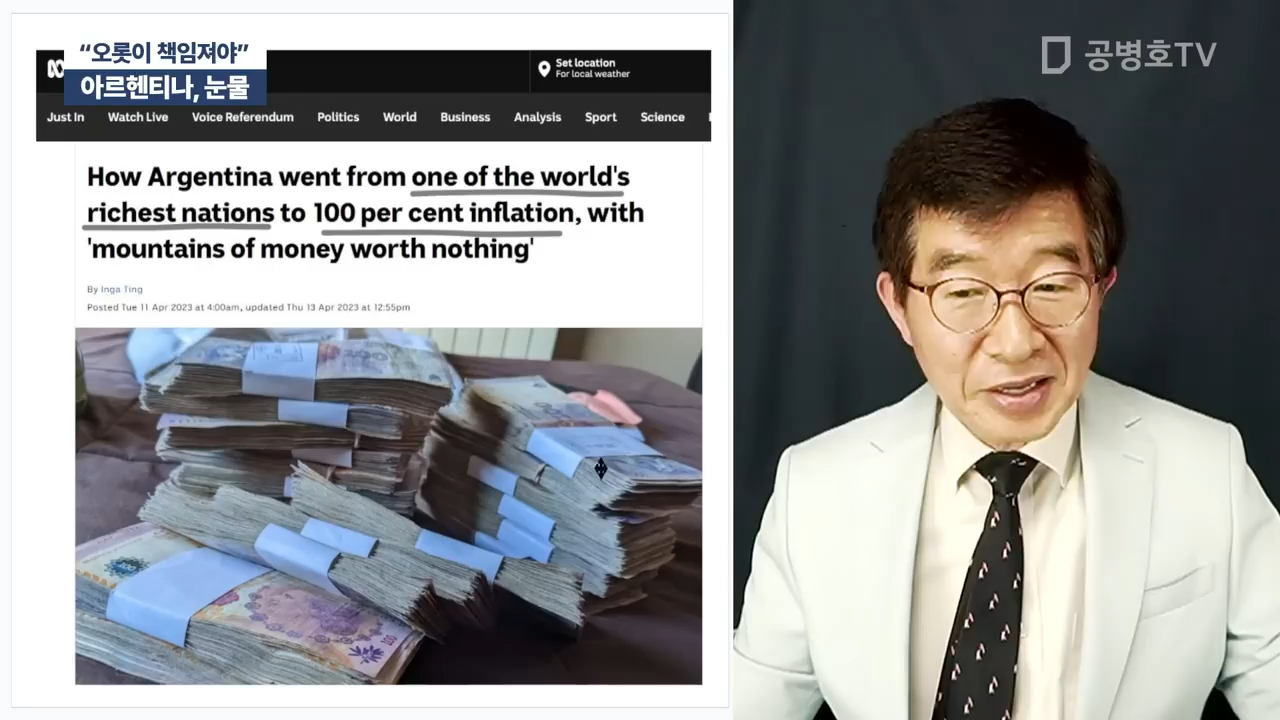 “오롯이 책임져야”
아르헨티나, 눈물
Set location
For local weather
Just In Watch Live Voice Referendum Politics World Business Analysis Sport Science
How Argentina went from one of the world's
richest nations to 100 per cent inflation, with
'mountains of money worth nothing'
By Inga Ting
Posted Tue 11 Apr 2023 at 4:00am, updated Thu 13 Apr 2023 at 12:55pm
100
공병호TV